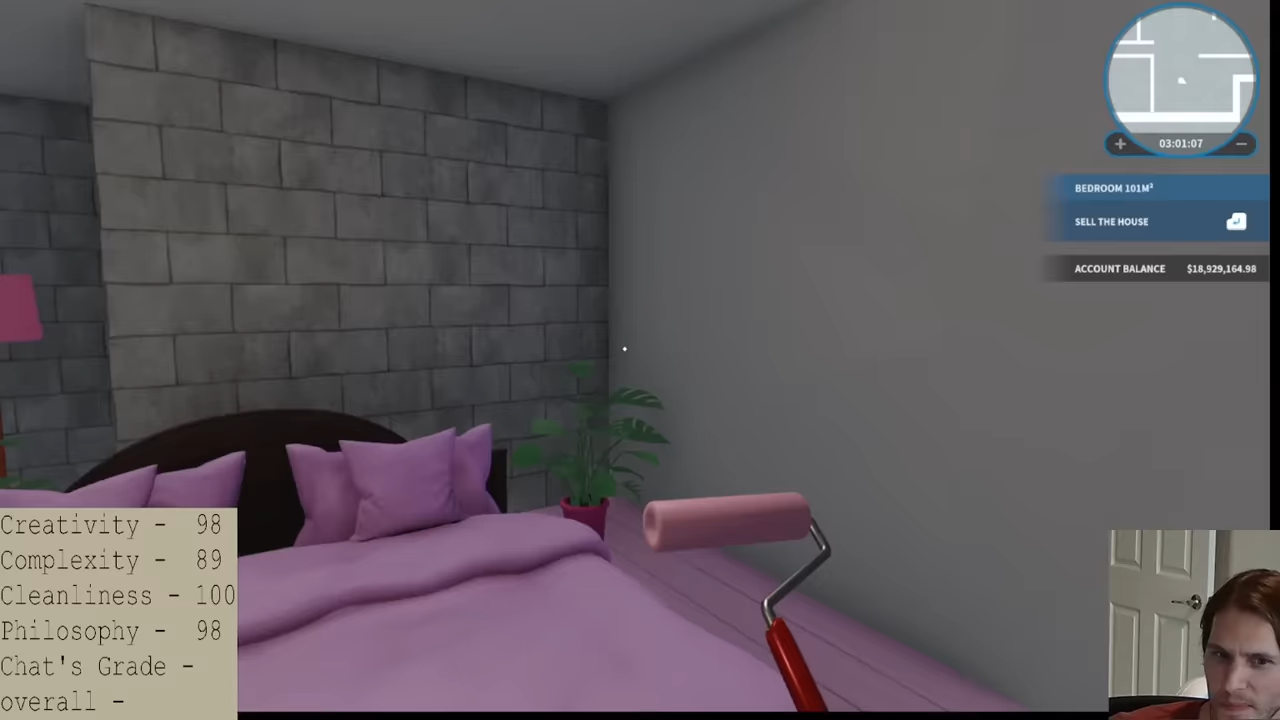 03:01:07
BEDROOM 101M²
SELL THE HOUSE
ACCOUNT BALANCE $18,929,164.98
Creativity - 98
Complexity - 89
Cleanliness - 100
Philosophy - 98
Chat's Grade -
overall -